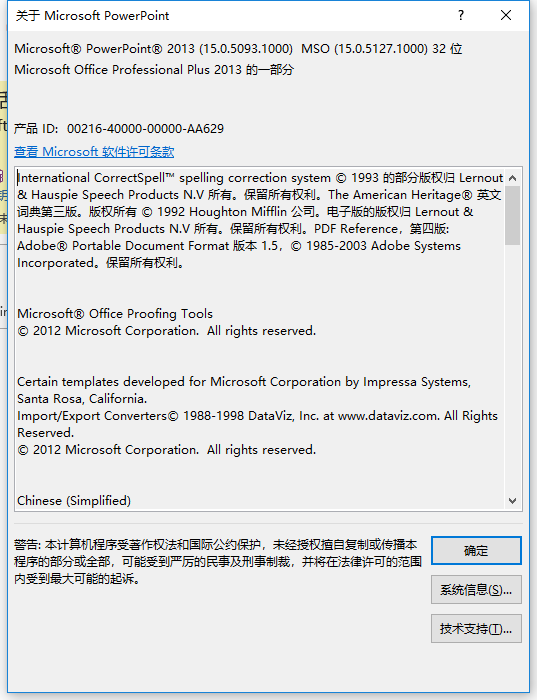 关于 Microsoft PowerPoint
Microsoft® PowerPoint® 2013 (15.0.5093.1000)  MSO (15.0.5127.1000) 32 位
Microsoft Office Professional Plus 2013 的一部分
产品 ID:  00216-40000-00000-AA629
查看 Microsoft 软件许可条款
International CorrectSpell™ spelling correction system © 1993 的部分版权归 Lernout
& Hauspie Speech Products N.V 所有。保留所有权利。The American Heritage® 英文
词典第三版。版权所有 © 1992 Houghton Mifflin 公司。电子版的版权归 Lernout &
Hauspie Speech Products N.V 所有。保留所有权利。PDF Reference，第四版:
Adobe® Portable Document Format 版本 1.5，© 1985-2003 Adobe Systems
Incorporated。保留所有权利。
Microsoft® Office Proofing Tools
© 2012 Microsoft Corporation.  All rights reserved.
Certain templates developed for Microsoft Corporation by Impressa Systems,
Santa Rosa, California.
Import/Export Converters© 1988-1998 DataViz, Inc. at www.dataviz.com. All Rights
Reserved.
© 2012 Microsoft Corporation.  All rights reserved.
Chinese (Simplified)
警告: 本计算机程序受著作权法和国际公约保护，未经授权擅自复制或传播本
程序的部分或全部，可能受到严厉的民事及刑事制裁，并将在法律许可的范围
内受到最大可能的起诉。
确定
系统信息(S)...
技术支持(T)...